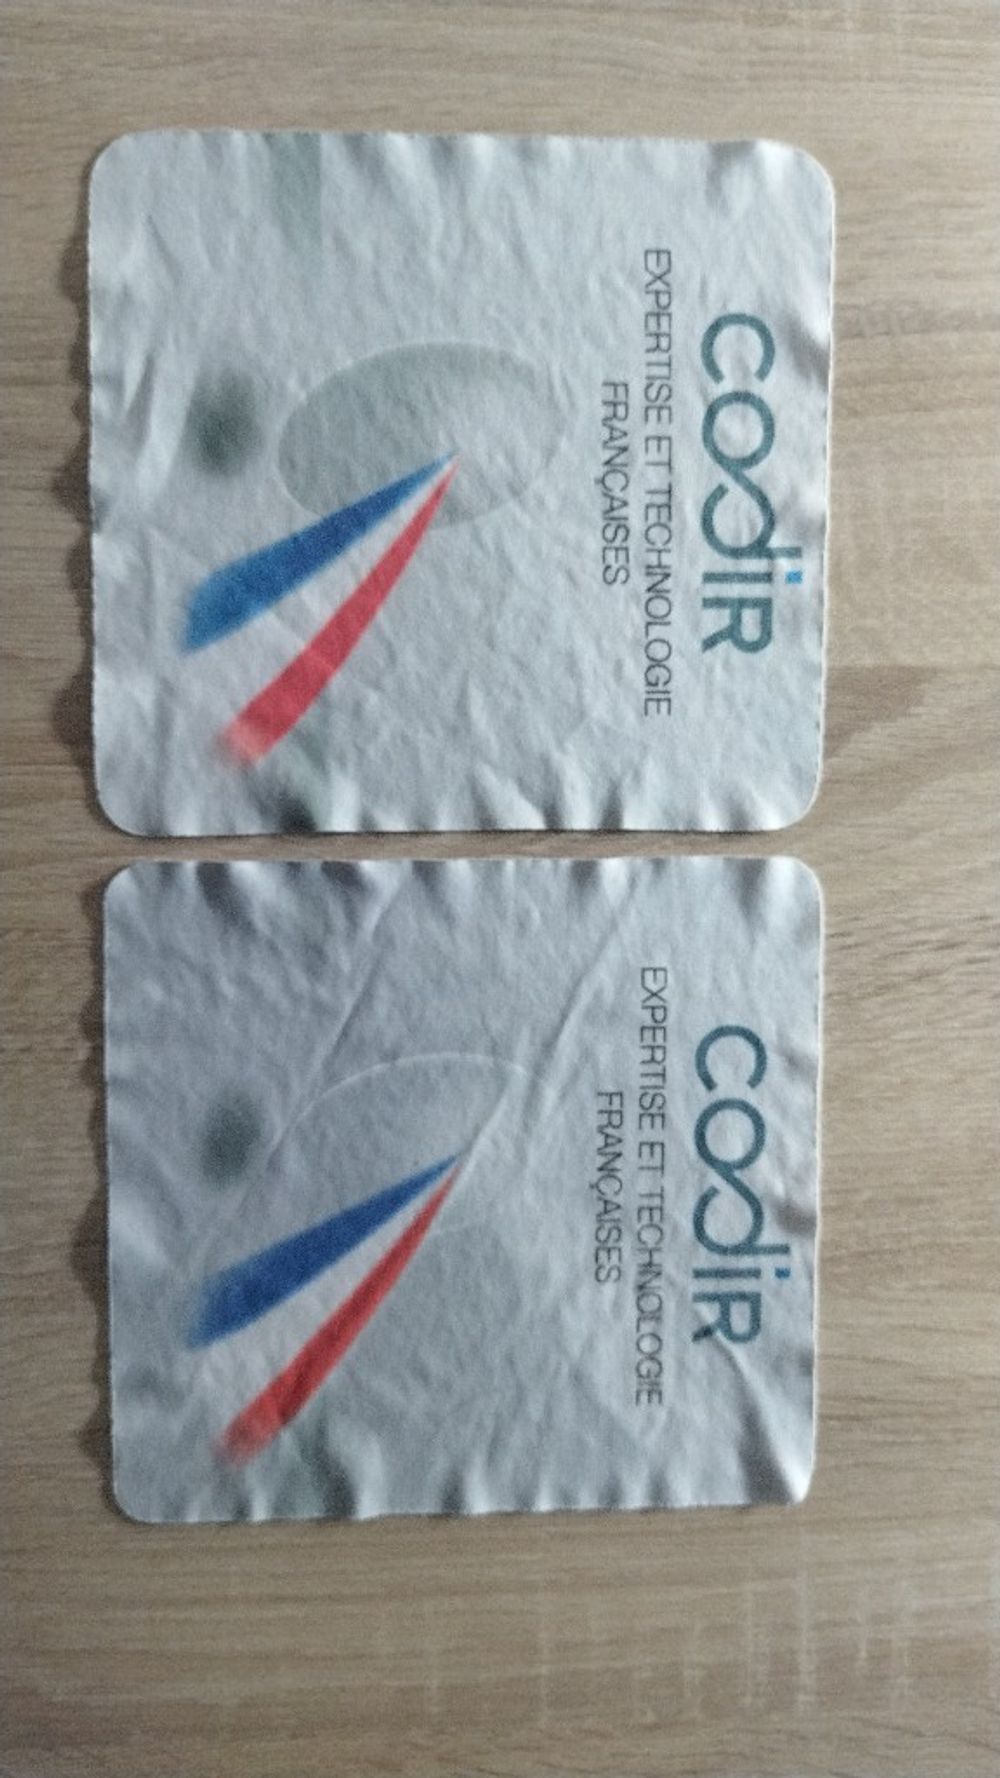 codir
EXPERTISE ET TECHNOLOGIE
FRANÇAISES
codir
EXPERTISE ET TECHNOLOGIE
FRANÇAISES